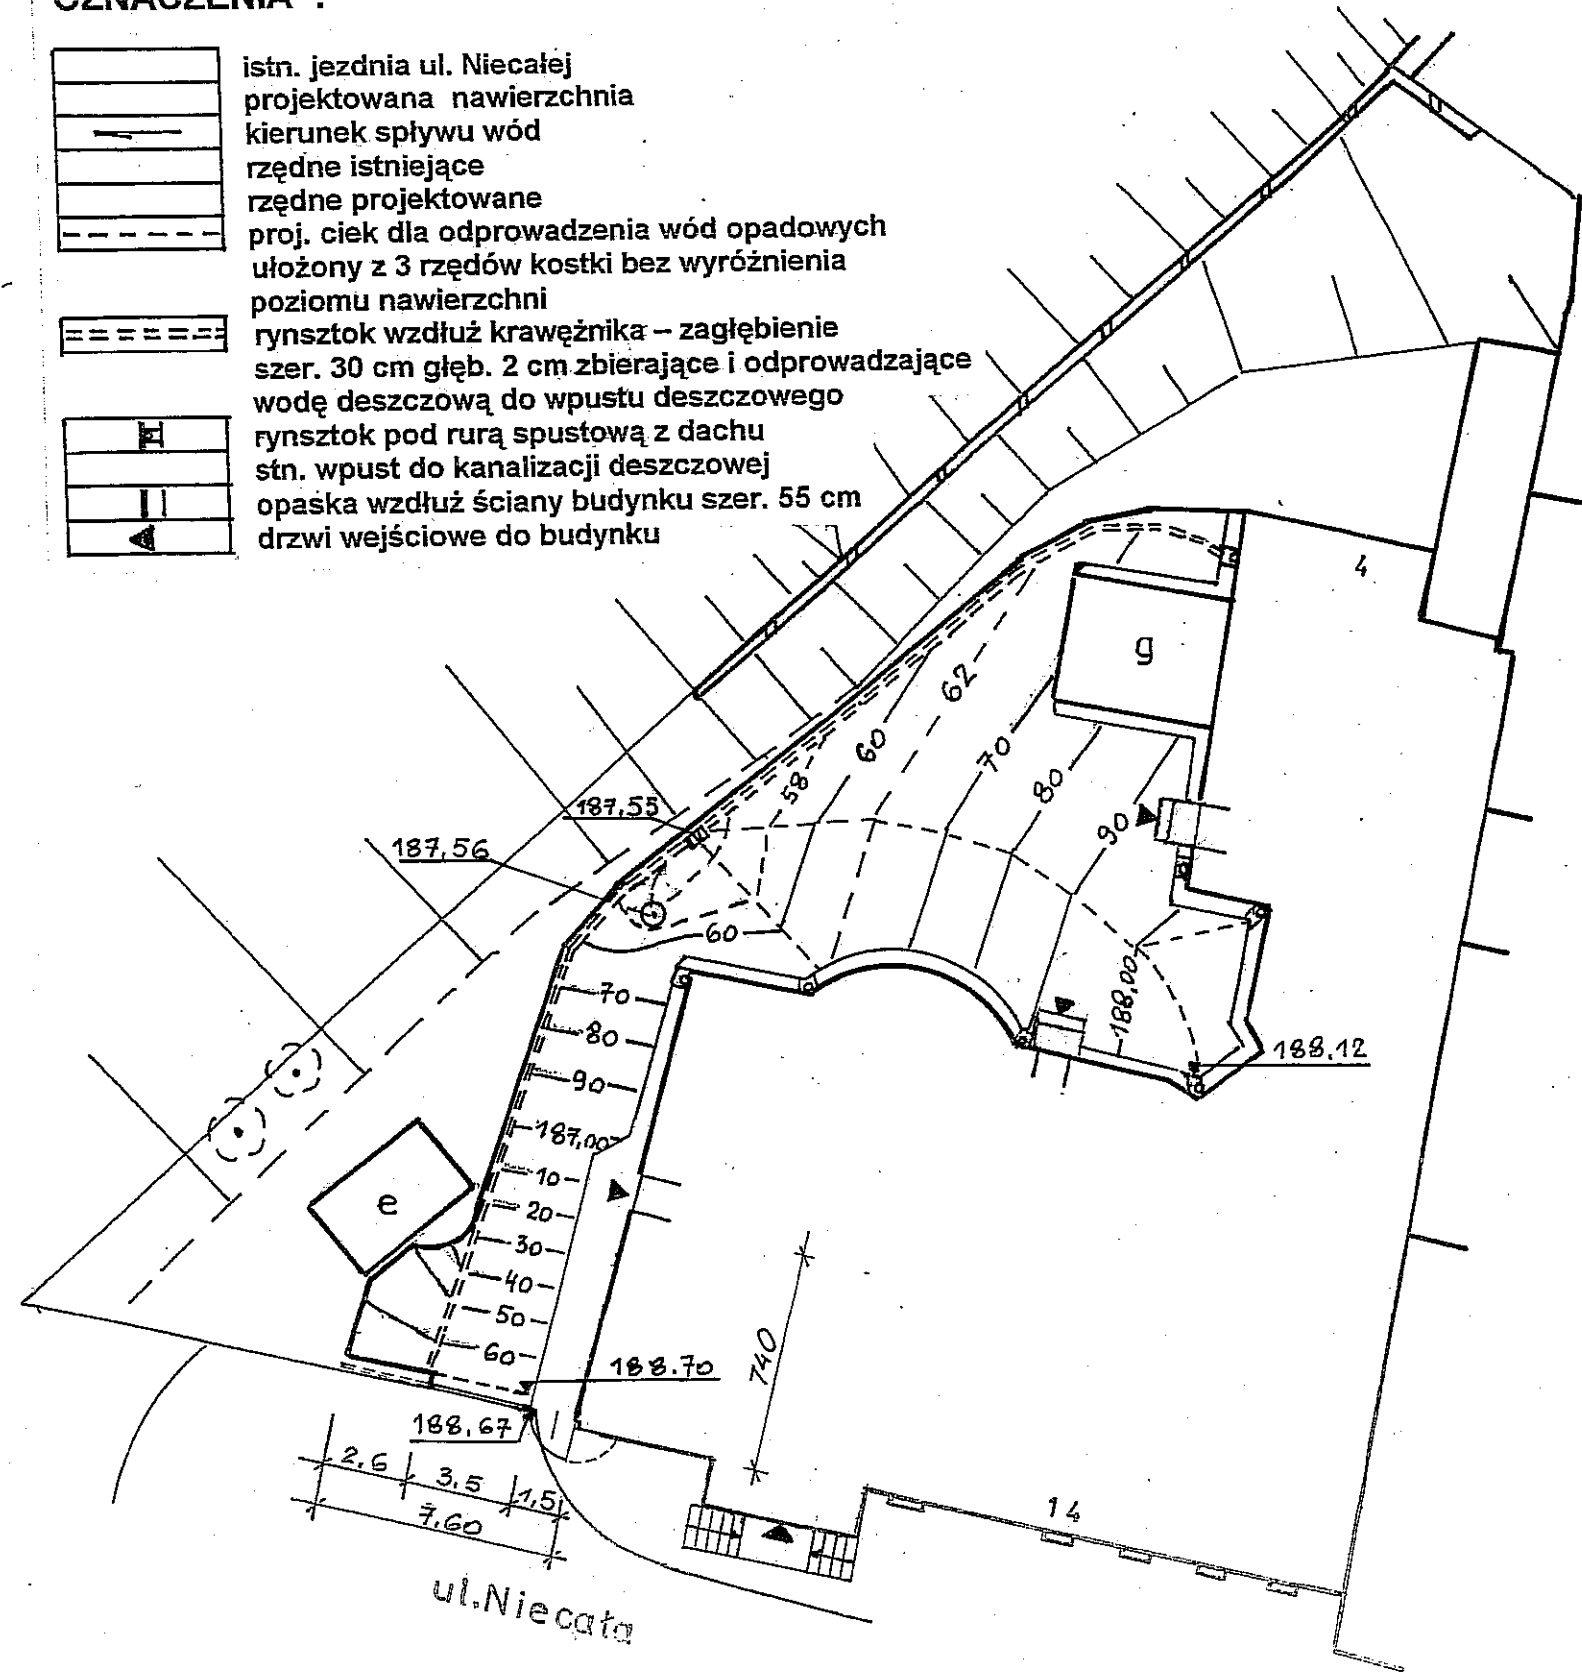 OZNACZENIA :
istn. jezdnia ul. Niecałej
projektowana nawierzchnia
kierunek spływu wód
rzędne istniejące
rzędne projektowane
proj. ciek dla odprowadzenia wód opadowych
ułożony z 3 rzędów kostki bez wyróżnienia
poziomu nawierzchni
rynsztok wzdłuż krawężnika – zagłębienie
szer. 30 cm głęb. 2 cm zbierające i odprowadzające
wodę deszczową do wpustu deszczowego
rynsztok pod rurą spustową z dachu
stn. wpust do kanalizacji deszczowej
opaska wzdłuż ściany budynku szer. 55 cm
drzwi wejściowe do budynku
4
g
62
60
70
58
80
187,55
90
187,56
60
188,00
70
80
188.12
90
187,00
10
e
20
30
40
50
60
188.70
740
188,67
2.6
3.5
1,5
7.60
14
ul. Niecała